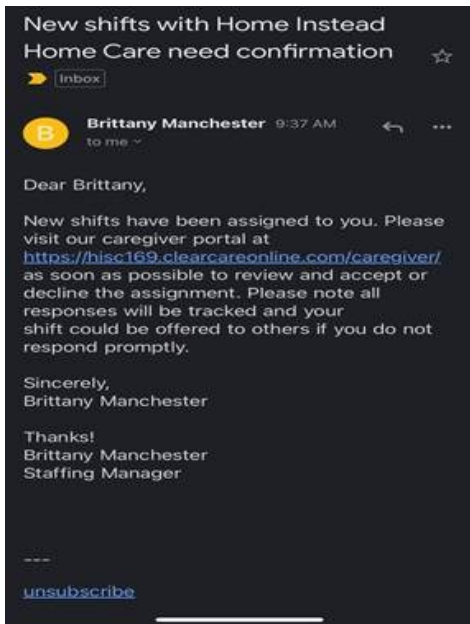 New shifts with Home Instead
Home Care need confirmation
Inbox
B
Brittany Manchester 9:37 AM
to me
Dear Brittany,
New shifts have been assigned to you. Please
visit our caregiver portal at
https://hisc169.clearcareonline.com/caregiver/
as soon as possible to review and accept or
decline the assignment. Please note all
responses will be tracked and your
shift could be offered to others if you do not
respond promptly.
Sincerely,
Brittany Manchester
Thanks!
Brittany Manchester
Staffing Manager
---
unsubscribe